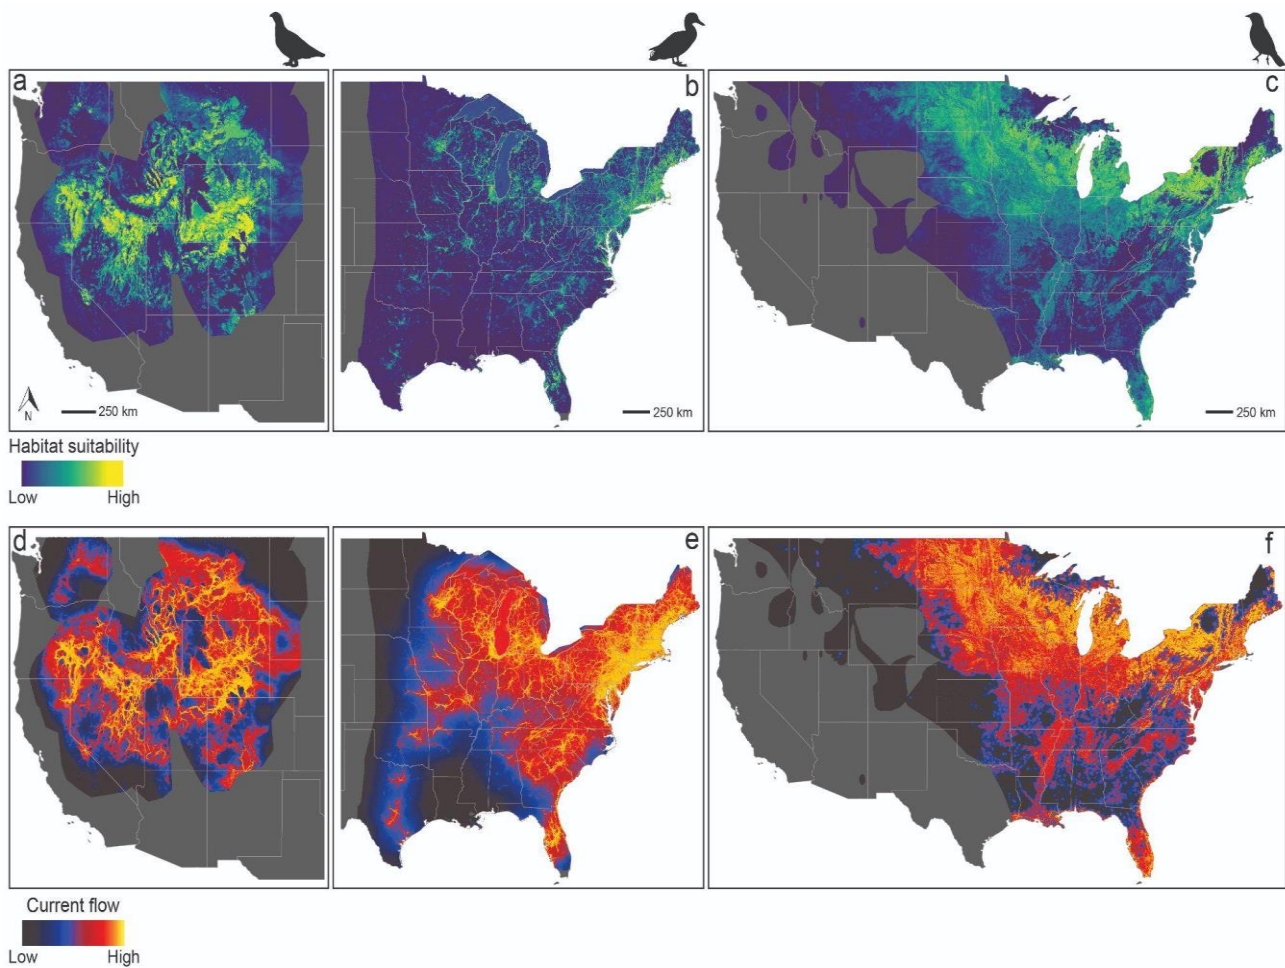 a
b
c
N
250 km
250 km
250 km
Habitat suitability
Low High
d
e
f
Current flow
Low High